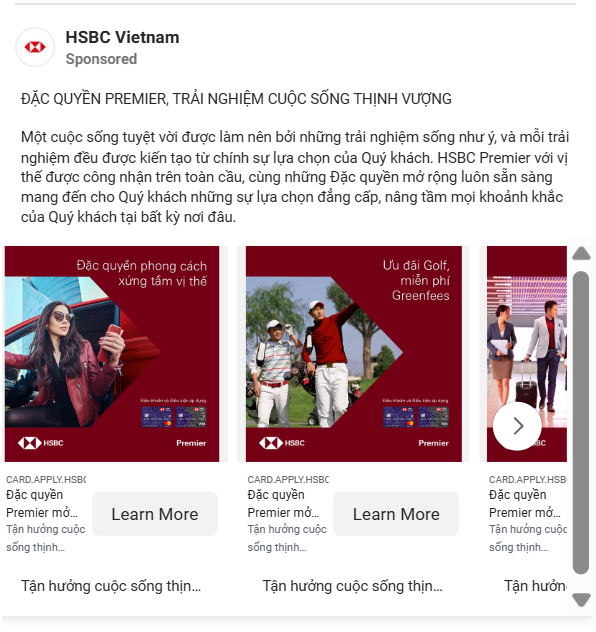 HSBC Vietnam
Sponsored
ĐẶC QUYỀN PREMIER, TRẢI NGHIỆM CUỘC SỐNG THỊNH VƯỢNG
Một cuộc sống tuyệt vời được làm nên bởi những trải nghiệm sống như ý, và mỗi trải
nghiệm đều được kiến tạo từ chính sự lựa chọn của Quý khách. HSBC Premier với vị
thế được công nhận trên toàn cầu, cùng những Đặc quyền mở rộng luôn sẵn sàng
mang đến cho Quý khách những sự lựa chọn đẳng cấp, nâng tầm mọi khoảnh khắc
của Quý khách tại bất kỳ nơi đâu.
Đặc quyền phong cách
xứng tầm vị thế
Điều khoản và điều kiện áp dụng
HSBC
Premier
Ưu đãi Golf,
miễn phí
Greenfees
Điều khoản và điều kiện áp dụng
HSBC
Premier
SBC
CARD.APPLY.HSBC
Đặc quyền
Premier mở...
Tận hưởng cuộc
sống thịnh...
Learn More
CARD.APPLY.HSBC
Đặc quyền
Premier mở...
Tận hưởng cuộc
sống thịnh...
Learn More
CARD.APPLY.HSB
Đặc quyền
Premier mở...
Tận hưởng cuộc
sống thịnh...
Tận hưởng cuộc sống thịn...
Tận hưởng cuộc sống thịn...
Tận hưởn